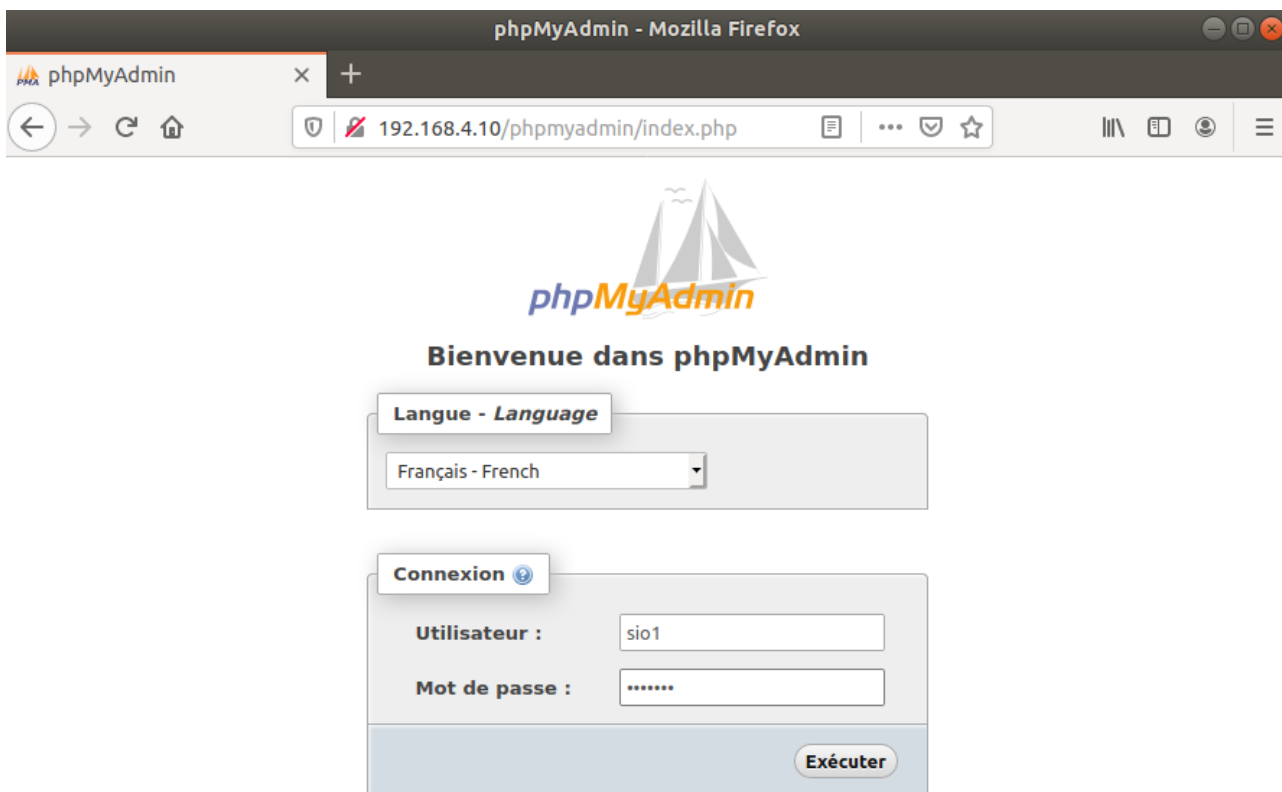 phpMyAdmin - Mozilla Firefox
PMA phpMyAdmin
192.168.4.10/phpmyadmin/index.php
phpMyAdmin
Bienvenue dans phpMyAdmin
Langue - Language
Français - French
Connexion
Utilisateur : sio1
Mot de passe : •••••••
Exécuter